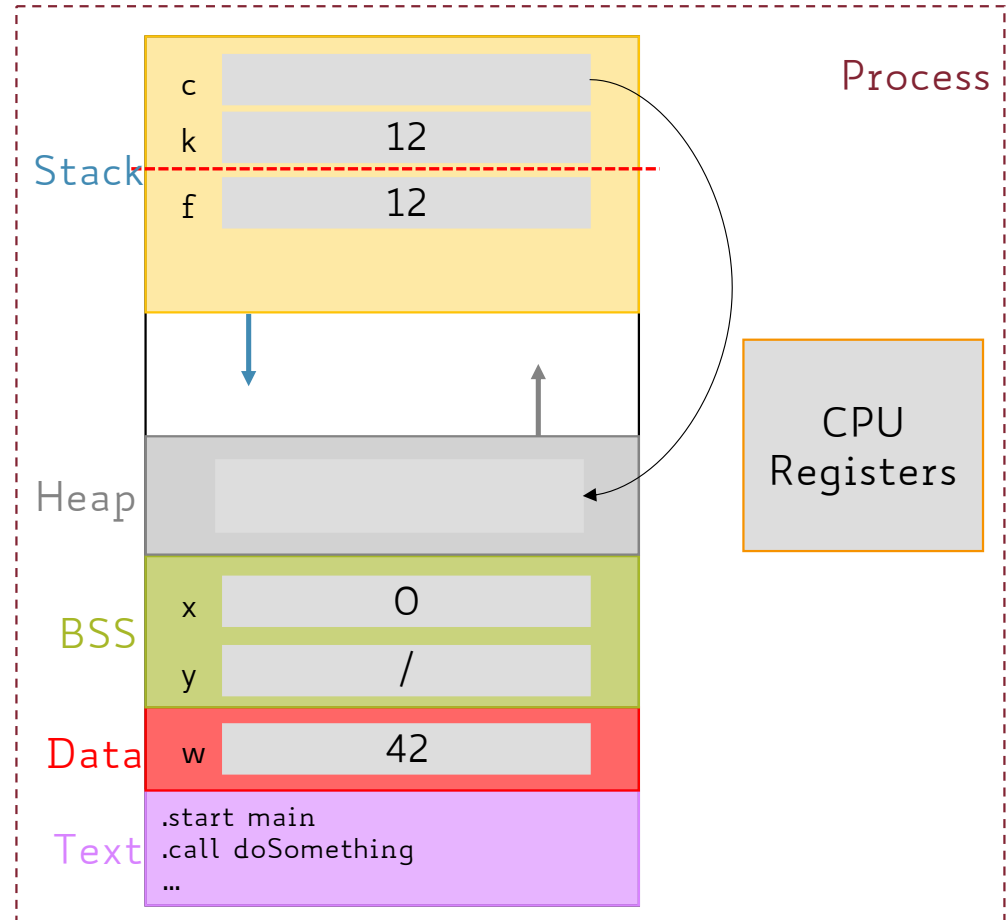 Process
Stack
c
k 12
f 12
CPU
Registers
Heap
BSS
x 0
y /
Data
w 42
Text
.start main
.call doSomething
...